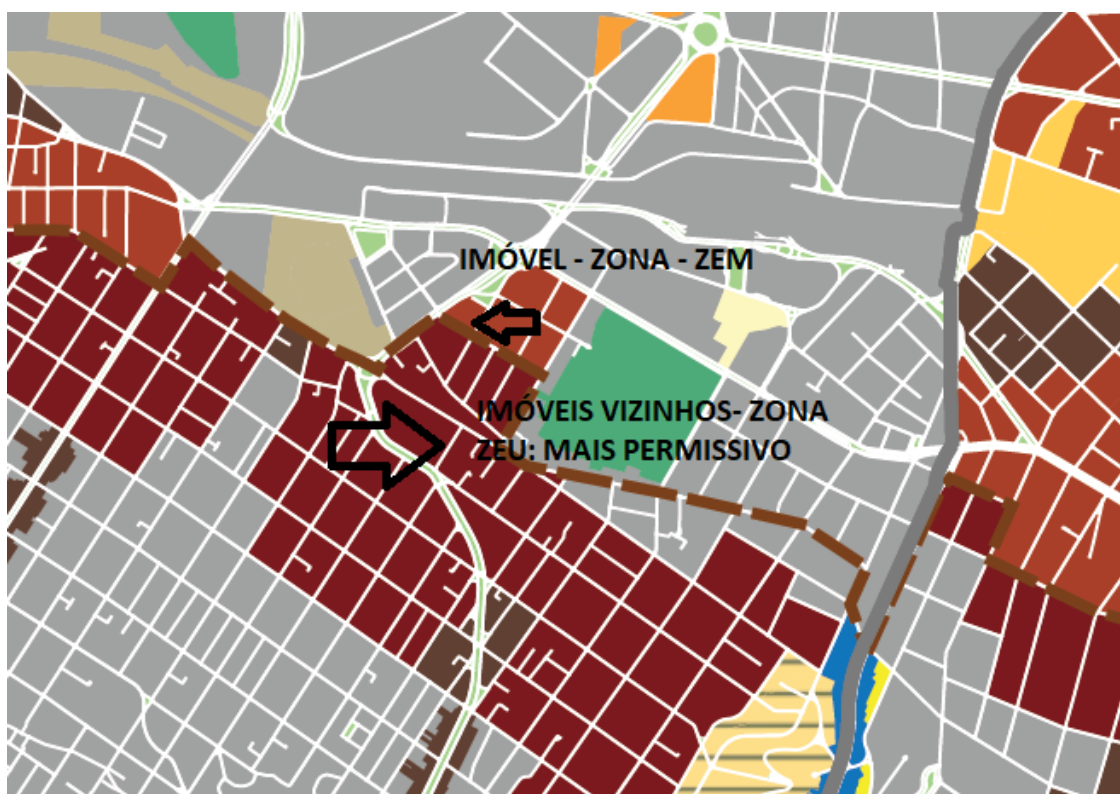 IMÓVEL - ZONA - ZEM
IMÓVEIS VIZINHOS- ZONA
ZEU: MAIS PERMISSIVO